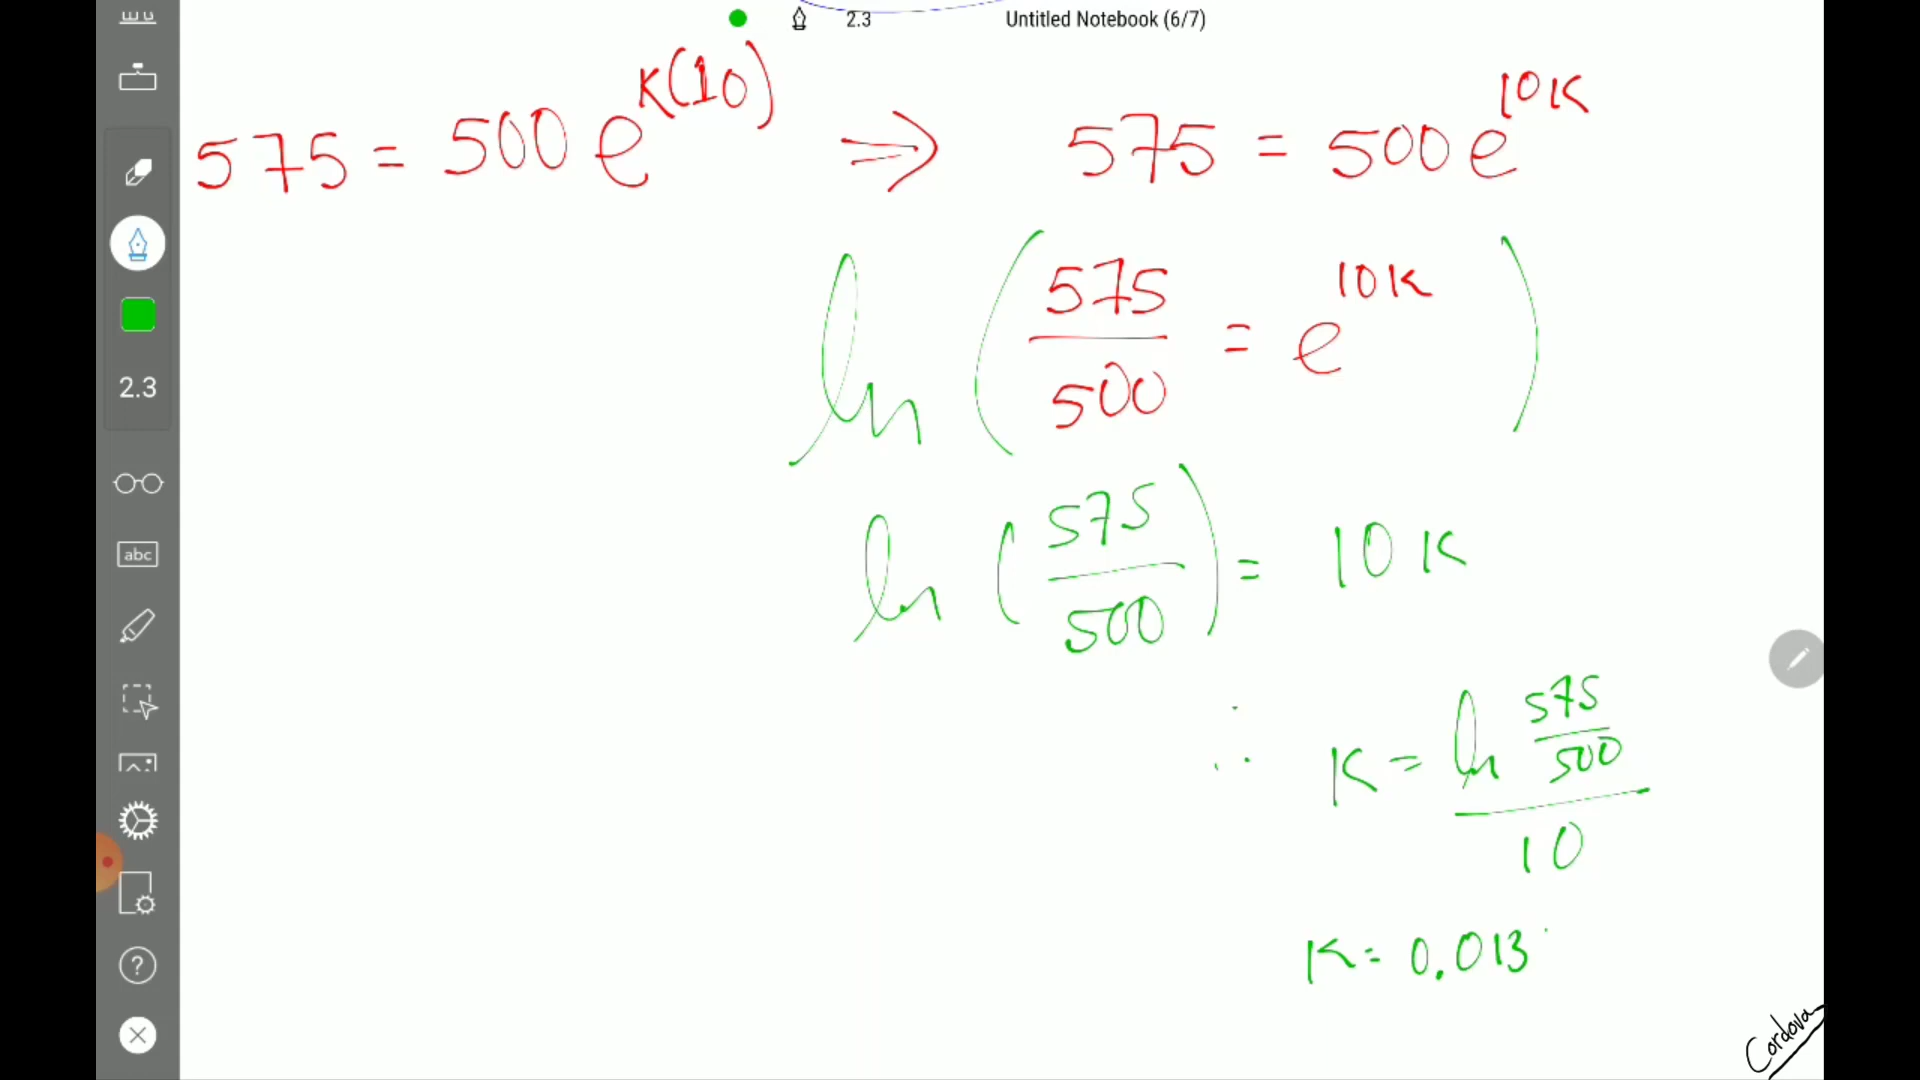 2.3 Untitled Notebook (6/7)
575 = 500 e^{K(10)} ⇒ 575 = 500 e^{10K}
ln ( 575/500 = e^{10K} )
2.3
ln ( 575/500 ) = 10 K
abc
∴ K = ln 575/500 / 10
K = 0.013
?
Cordova